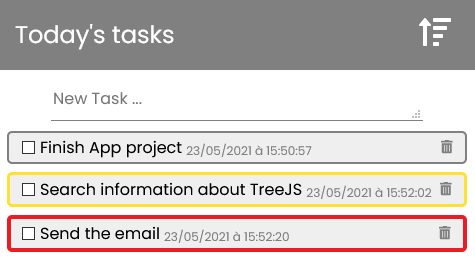 Today's tasks
New Task ...
Finish App project 23/05/2021 à 15:50:57
Search information about TreeJS 23/05/2021 à 15:52:02
Send the email 23/05/2021 à 15:52:20